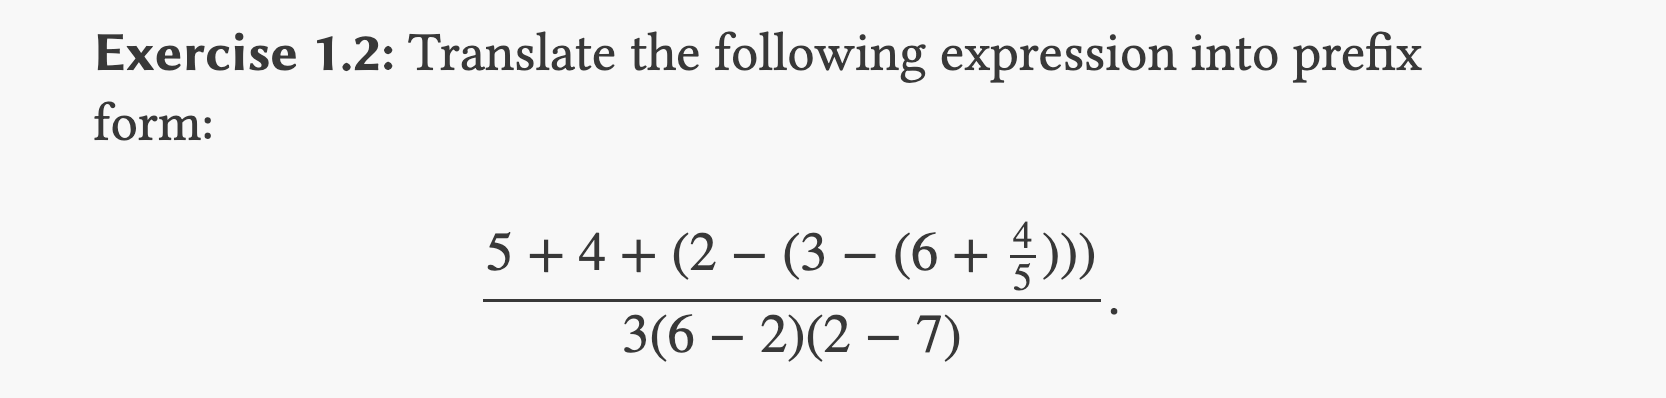 Exercise 1.2: Translate the following expression into prefix
form:
5 + 4 + (2 − (3 − (6 + 4/5)))
3(6 − 2)(2 − 7).